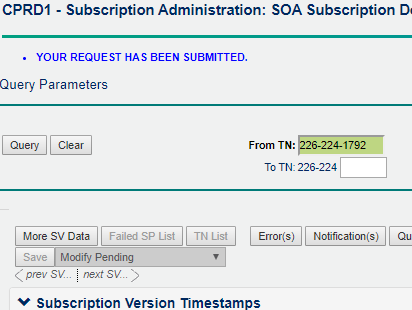 CPRD1 - Subscription Administration: SOA Subscription
YOUR REQUEST HAS BEEN SUBMITTED.
Query Parameters
Query Clear From TN: 226-224-1792
To TN: 226-224
More SV Data Failed SP List TN List Error(s) Notification(s)
Save Modify Pending
prev SV... next SV...
Subscription Version Timestamps